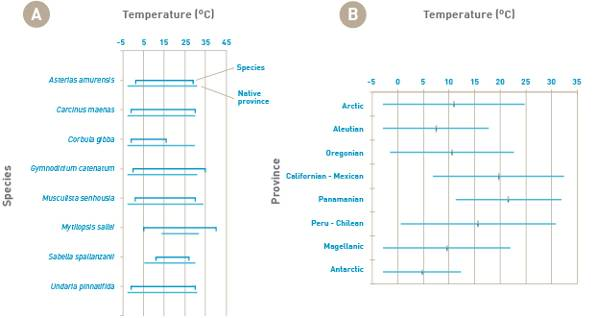 A
Temperature (ºC)
-5 5 15 25 35 45
Species
Asterias amurensis
Carcinus maenas
Corbula gibba
Gymnodinium catenatum
Musculista senhousia
Mytilopsis sallei
Sabella spallanzanii
Undaria pinnatifida
Species
Native
province
B
Temperature (ºC)
-5 0 5 10 15 20 25 30 35
Province
Arctic
Aleutian
Oregonian
Californian - Mexican
Panamanian
Peru - Chilean
Magellanic
Antarctic